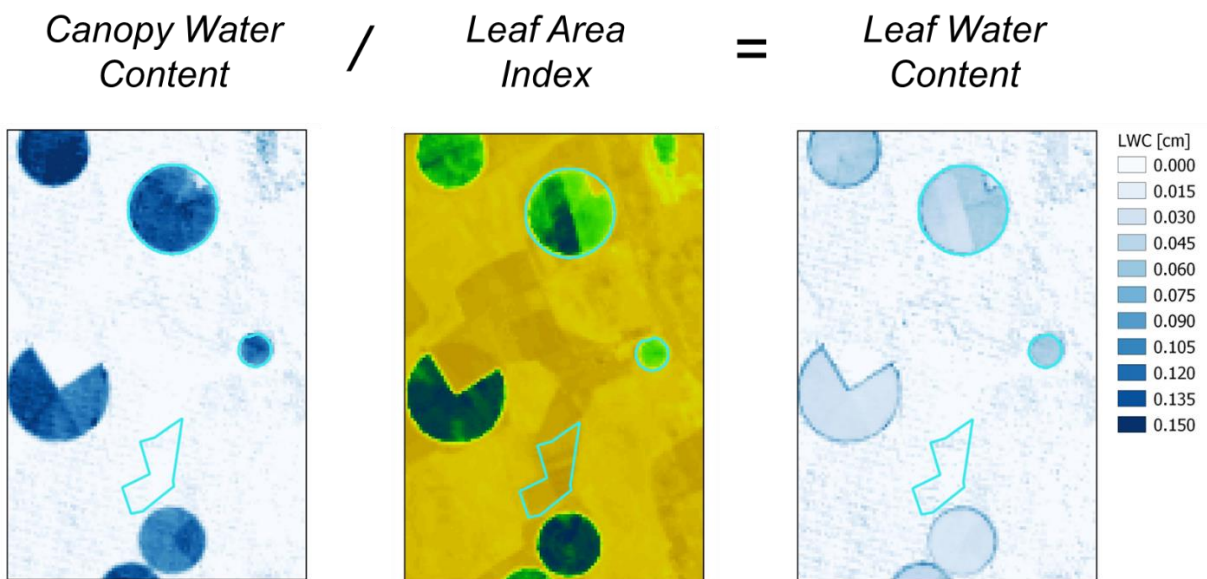 Canopy Water
Content
/
Leaf Area
Index
=
Leaf Water
Content
LWC [cm]
0.000
0.015
0.030
0.045
0.060
0.075
0.090
0.105
0.120
0.135
0.150